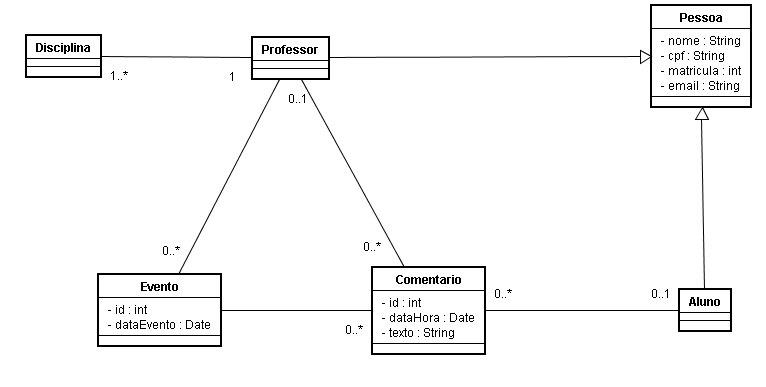 Pessoa
- nome : String
- cpf : String
- matricula : int
- email : String
Disciplina
Professor
1..*
1
0..1
0..*
0..*
Evento
- id : int
- dataEvento : Date
Comentario
- id : int
- dataHora : Date
- texto : String
0..*
0..*
0..1
Aluno